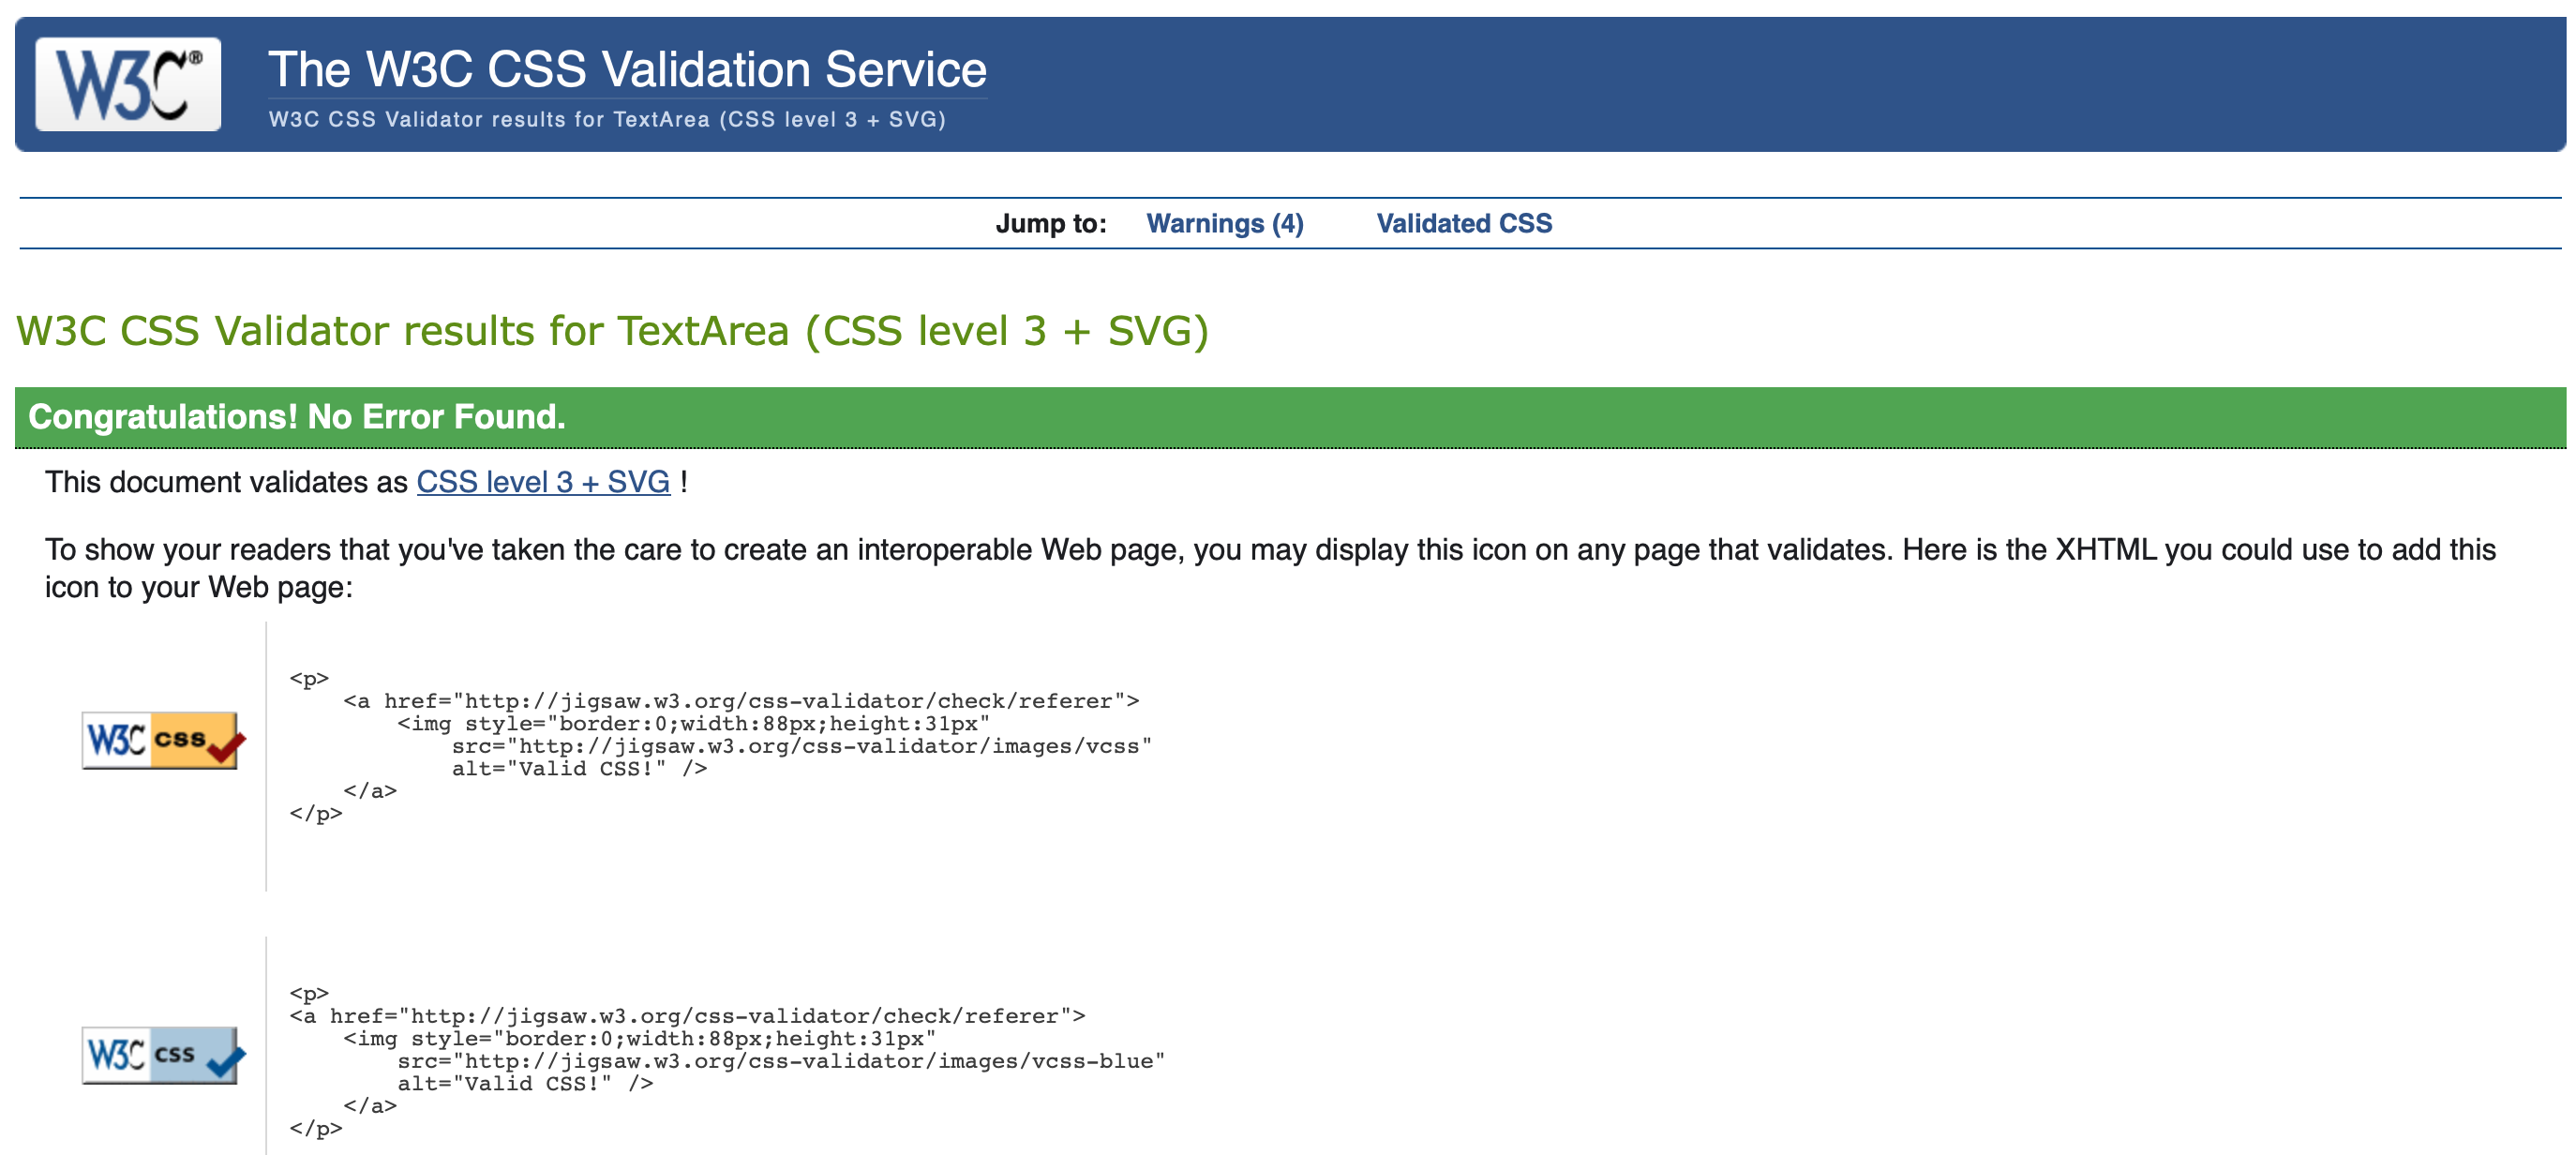 W3C®
The W3C CSS Validation Service
W3C CSS Validator results for TextArea (CSS level 3 + SVG)
Jump to: Warnings (4) Validated CSS
W3C CSS Validator results for TextArea (CSS level 3 + SVG)
Congratulations! No Error Found.
This document validates as CSS level 3 + SVG !
To show your readers that you've taken the care to create an interoperable Web page, you may display this icon on any page that validates. Here is the XHTML you could use to add this
icon to your Web page:
W3C css
<p>
    <a href="http://jigsaw.w3.org/css-validator/check/referer">
        <img style="border:0;width:88px;height:31px"
            src="http://jigsaw.w3.org/css-validator/images/vcss"
            alt="Valid CSS!" />
    </a>
</p>
W3C css
<p>
<a href="http://jigsaw.w3.org/css-validator/check/referer">
    <img style="border:0;width:88px;height:31px"
        src="http://jigsaw.w3.org/css-validator/images/vcss-blue"
        alt="Valid CSS!" />
    </a>
</p>